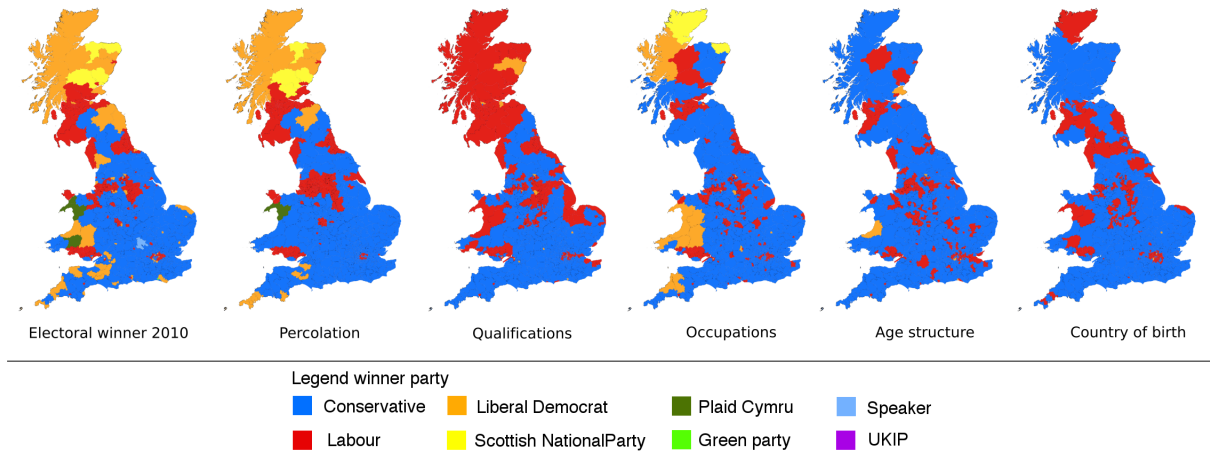 Electoral winner 2010 Percolation Qualifications Occupations Age structure Country of birth
Legend winner party
Conservative Liberal Democrat Plaid Cymru Speaker
Labour Scottish NationalParty Green party UKIP